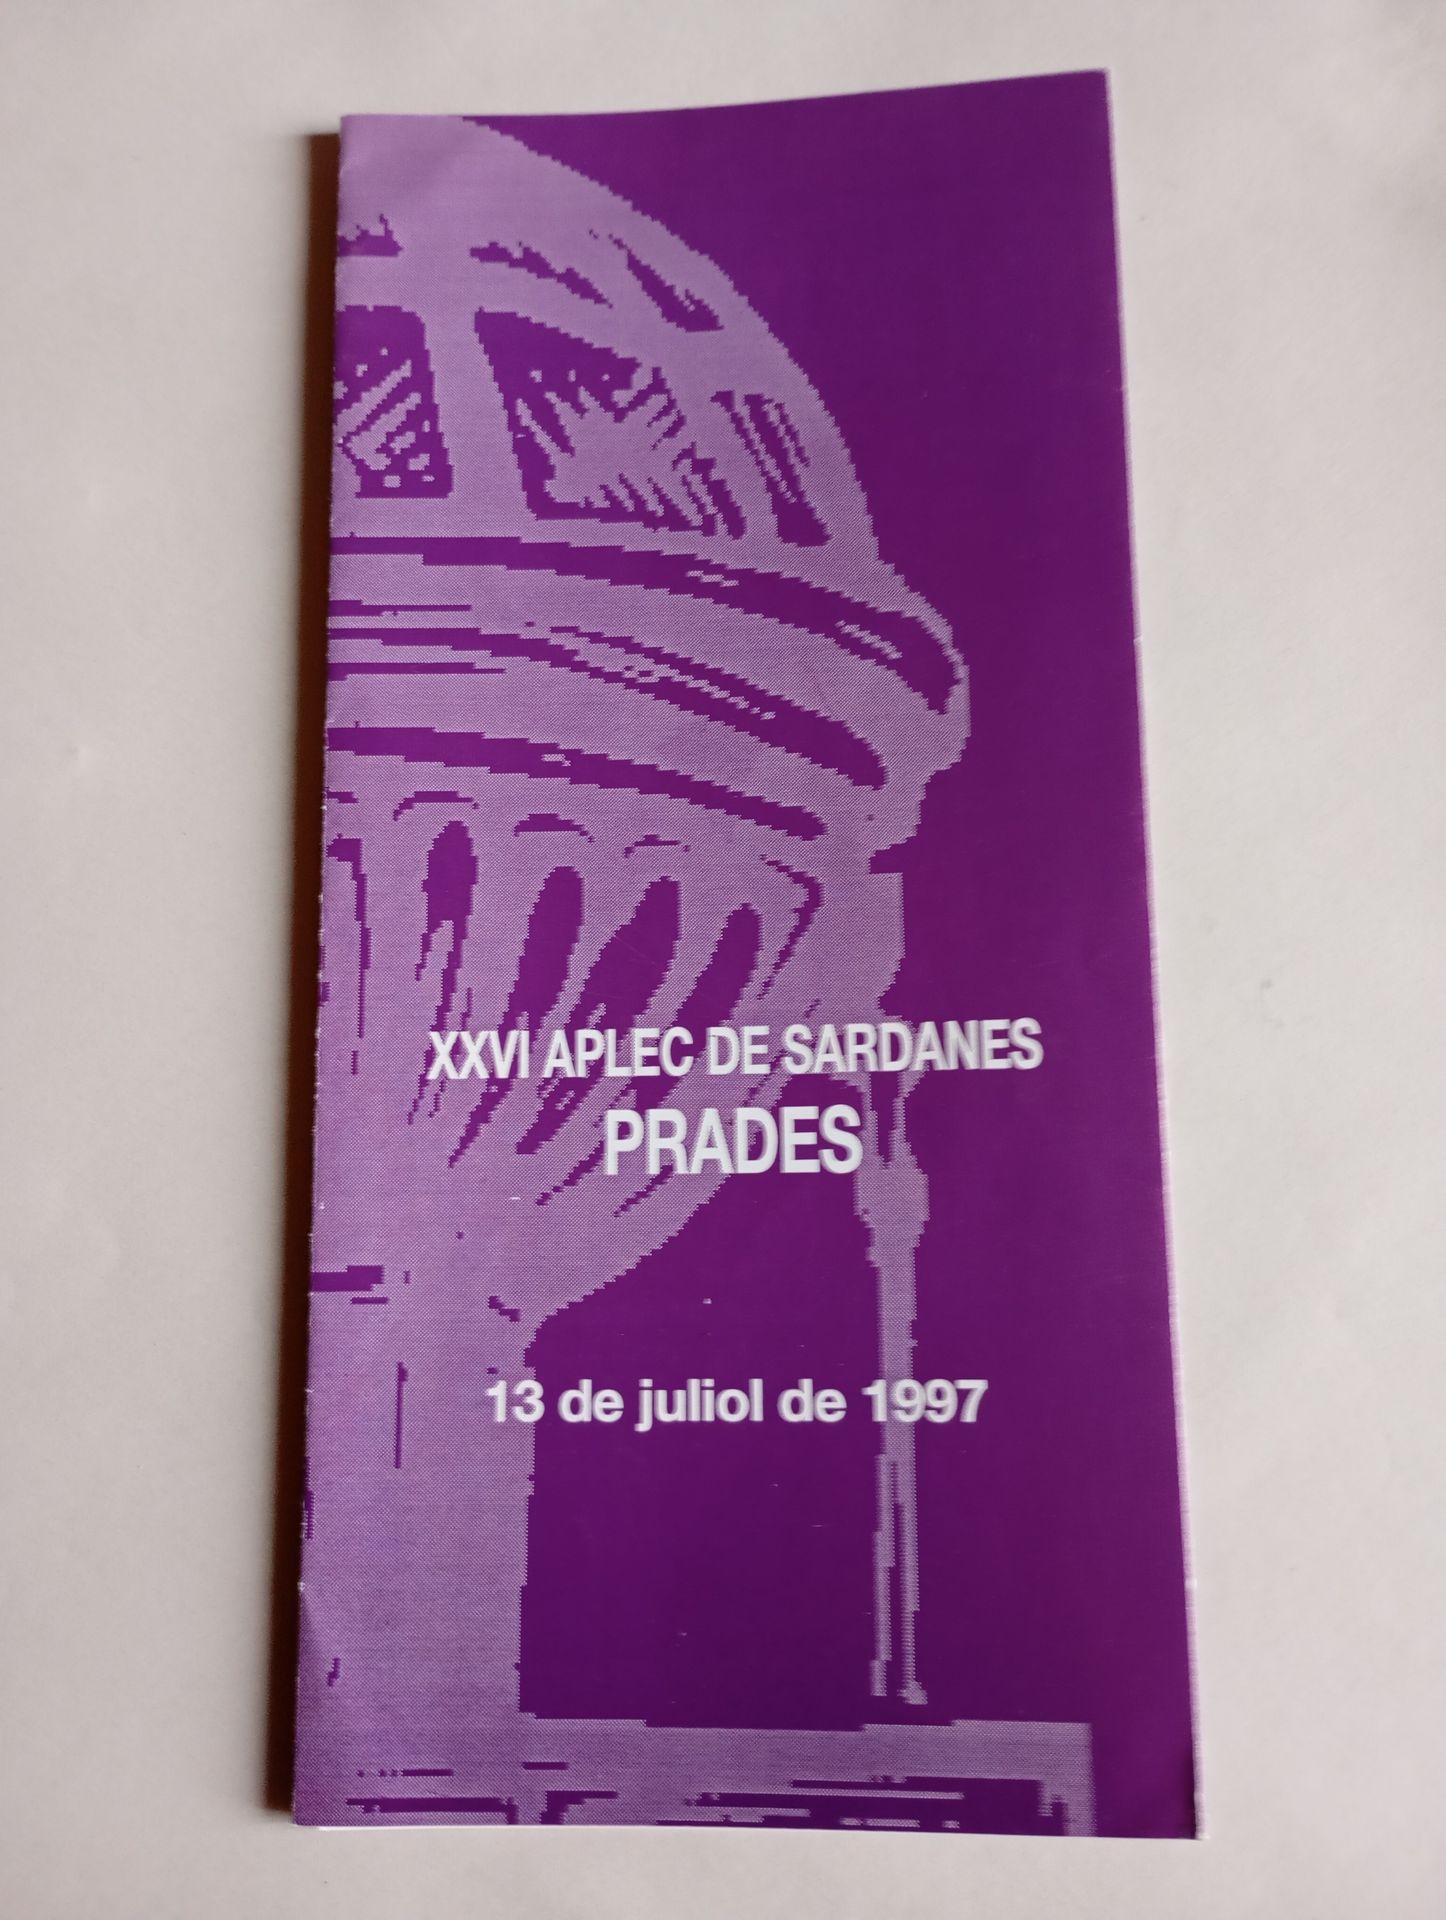 XXVI APLEC DE SARDANES
PRADES
13 de juliol de 1997